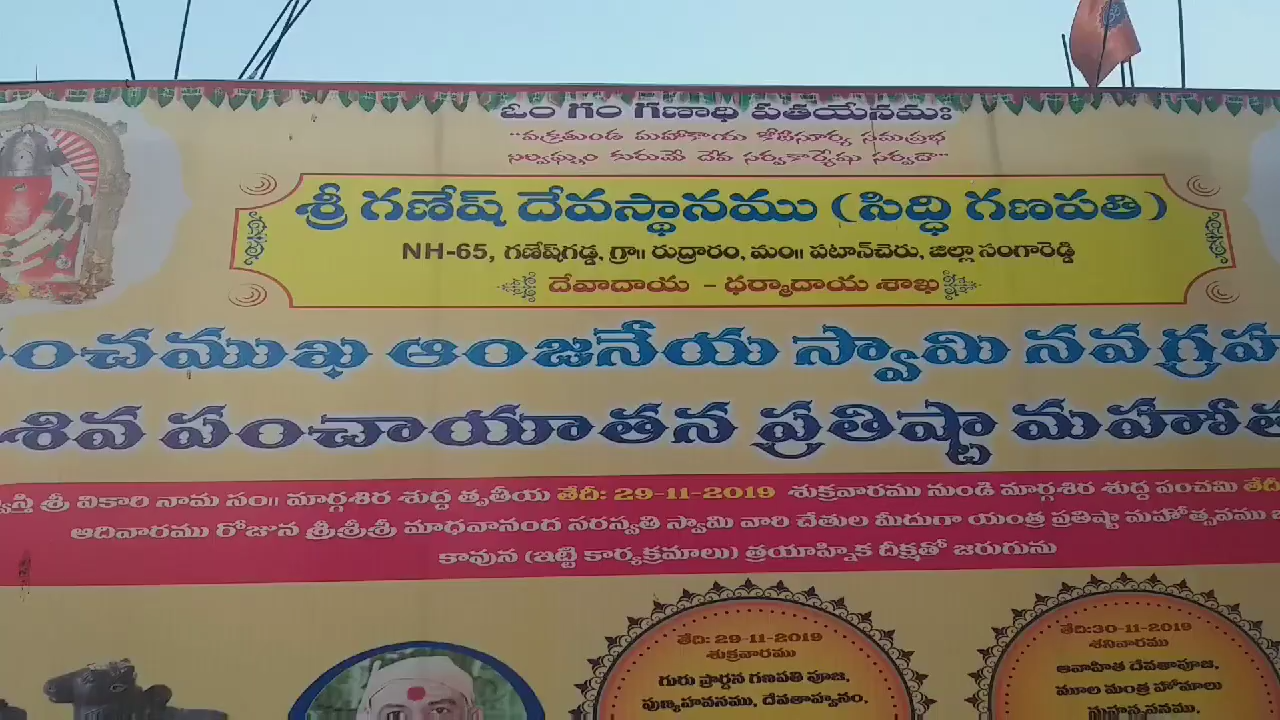 ఓం గం గణాధి పతయేనమః
"వక్రతుండ మహాకాయ కోటిసూర్య సమప్రభ
నిర్విఘ్నం కురుమే దేవ సర్వకార్యేషు సర్వదా"
శ్రీ గణేష్ దేవస్థానము (సిద్ధి గణపతి)
NH-65, గణేష్‌గడ్డ, గ్రా॥ రుద్రారం, మం॥ పటాన్‌చెరు, జిల్లా సంగారెడ్డి
దేవాదాయ - ధర్మాదాయ శాఖ
ంచముఖ ఆంజనేయ స్వామి నవగ్రహ
శివ పంచాయాతన ప్రతిష్టా మహోత
స్వస్తి శ్రీ వికారి నామ సం॥ మార్గశిర శుద్ధ తృతీయ తేదీ: 29-11-2019 శుక్రవారము నుండి మార్గశిర శుద్ధ పంచమి తేదీ
ఆదివారము రోజున శ్రీశ్రీశ్రీ మాధవానంద సరస్వతి స్వామి వారి చేతుల మీదుగా యంత్ర ప్రతిష్టా మహోత్సవము
కావున (ఇట్టి కార్యక్రమాలు) త్రయాహ్నిక దీక్షతో జరుగును
తేది: 29-11-2019
శుక్రవారము
గురు ప్రార్థన గణపతి పూజ,
పుణ్యహవనము, దేవతాహ్వానం,
తేది:30-11-2019
శనివారము
ఆవాహిత దేవతాపూజ,
మూల మంత్ర హోమాలు